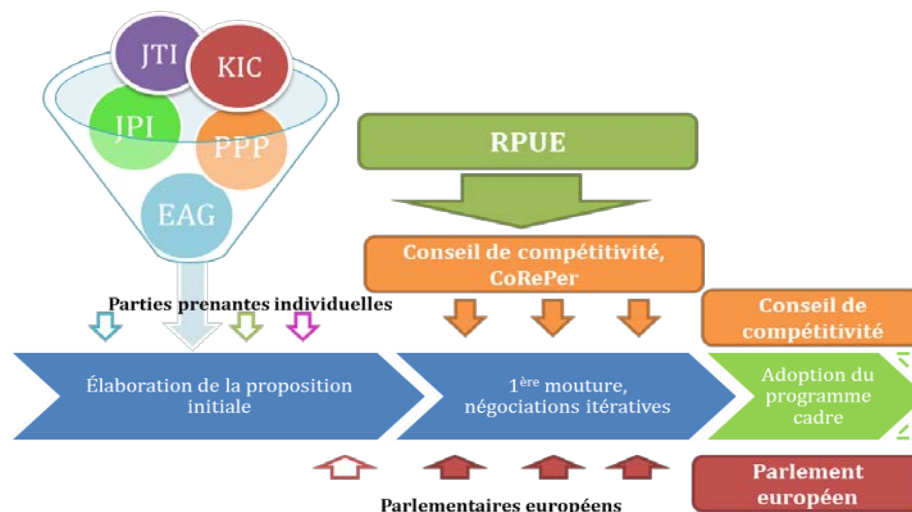 JTI
KIC
JPI
PPP
EAG
RPUE
Conseil de compétitivité,
CoRePer
Parties prenantes individuelles
Conseil de
compétitivité
Élaboration de la proposition
initiale
1ère mouture,
négociations itératives
Adoption du
programme
cadre
Parlementaires européens
Parlement
européen